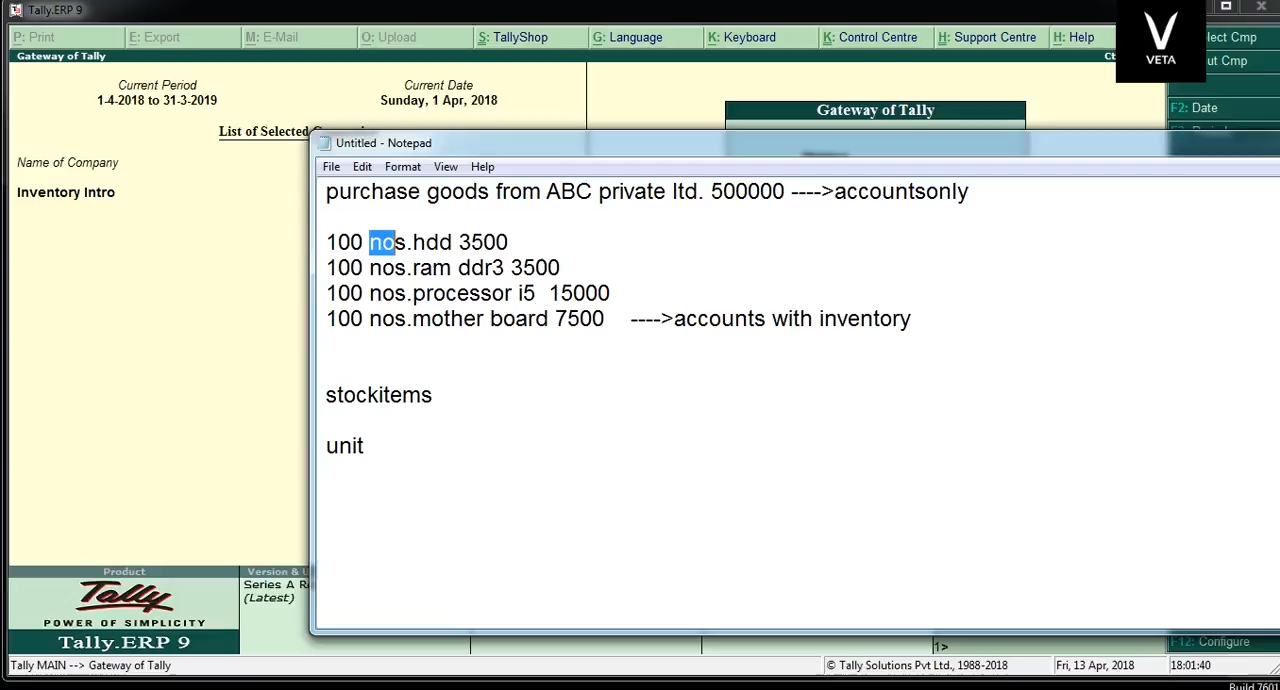 Tally.ERP 9
P: Print E: Export M: E-Mail O: Upload S: TallyShop G: Language K: Keyboard K: Control Centre H: Support Centre H: Help
VETA
Gateway of Tally
Current Period
1-4-2018 to 31-3-2019
Current Date
Sunday, 1 Apr, 2018
List of Selected
Name of Company
Inventory Intro
Gateway of Tally
F2: Date
Untitled - Notepad
File Edit Format View Help
purchase goods from ABC private ltd. 500000 ---->accountsonly
100 nos.hdd 3500
100 nos.ram ddr3 3500
100 nos.processor i5  15000
100 nos.mother board 7500    ---->accounts with inventory
stockitems
unit
Product
Tally
POWER OF SIMPLICITY
Tally.ERP 9
Version &
Series A
(Latest)
1>
F12: Configure
Tally MAIN --> Gateway of Tally
© Tally Solutions Pvt Ltd., 1988-2018
Fri, 13 Apr, 2018
18:01:40
Build 7601